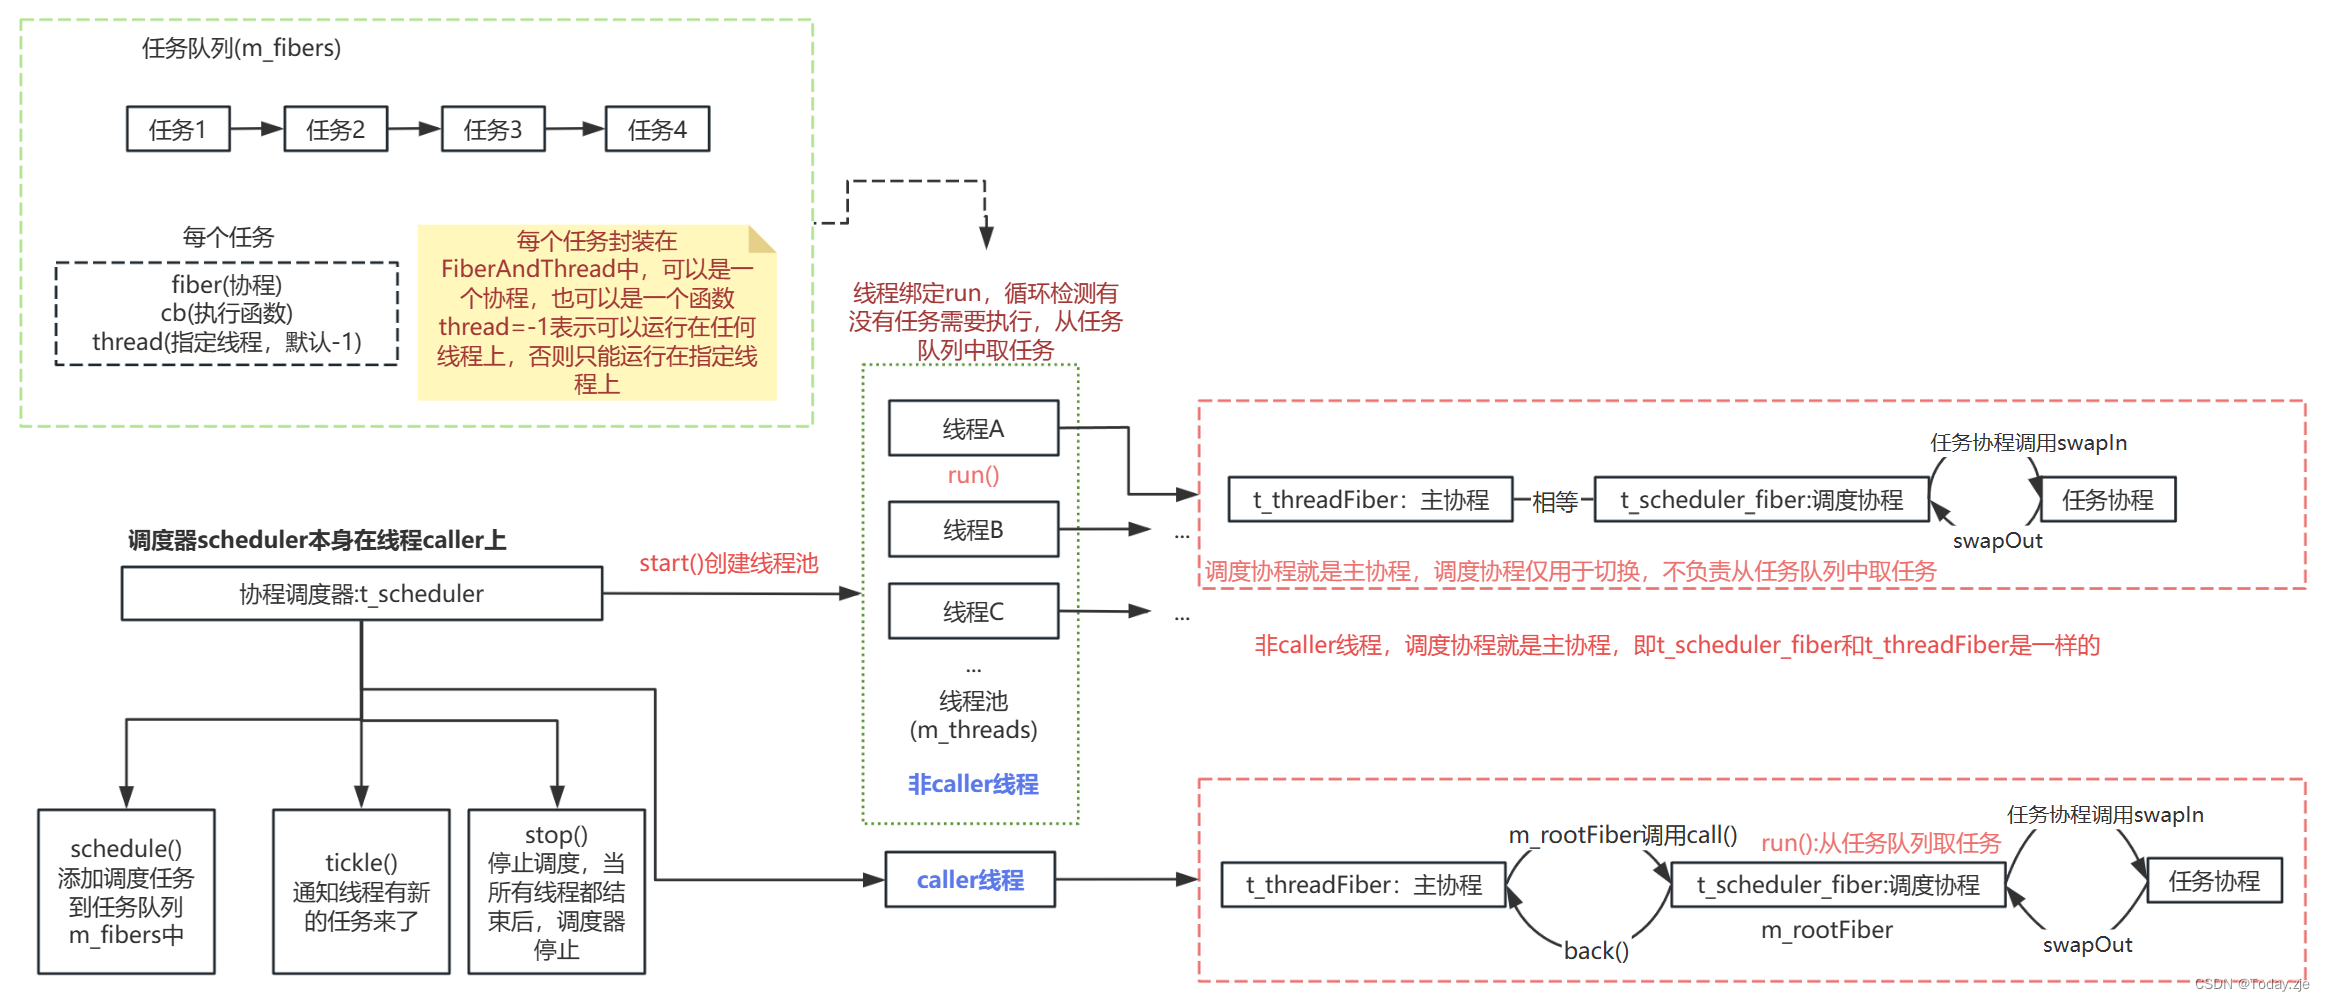 任务队列(m_fibers)
任务1
任务2
任务3
任务4
每个任务
fiber(协程)
cb(执行函数)
thread(指定线程，默认-1)
每个任务封装在
FiberAndThread中，可以是一
个协程，也可以是一个函数
thread=-1表示可以运行在任何
线程上，否则只能运行在指定线
程上
线程绑定run，循环检测有
没有任务需要执行，从任务
队列中取任务
线程A
run()
线程B
...
线程C
...
...
线程池
(m_threads)
非caller线程
t_threadFiber：主协程
相等
t_scheduler_fiber:调度协程
任务协程调用swapIn
任务协程
swapOut
调度协程就是主协程，调度协程仅用于切换，不负责从任务队列中取任务
非caller线程，调度协程就是主协程，即t_scheduler_fiber和t_threadFiber是一样的
调度器scheduler本身在线程caller上
协程调度器:t_scheduler
start()创建线程池
schedule()
添加调度任务
到任务队列
m_fibers中
tickle()
通知线程有新
的任务来了
stop()
停止调度，当
所有线程都结
束后，调度器
停止
caller线程
t_threadFiber：主协程
m_rootFiber调用call()
back()
run():从任务队列取任务
t_scheduler_fiber:调度协程
m_rootFiber
任务协程调用swapIn
任务协程
swapOut
CSDN @Today.zje